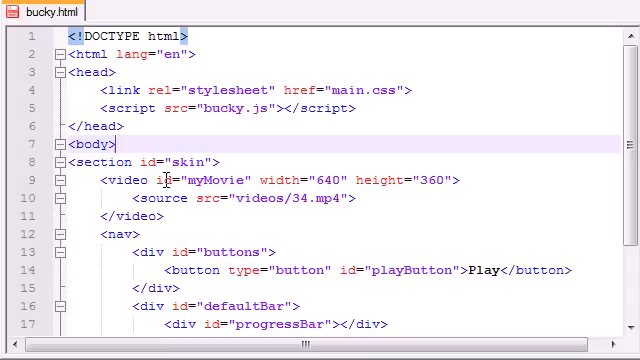 bucky.html
1 <!DOCTYPE html>
2 <html lang="en">
3 <head>
4 <link rel="stylesheet" href="main.css">
5 <script src="bucky.js"></script>
6 </head>
7 <body>
8 <section id="skin">
9 <video id="myMovie" width="640" height="360">
10 <source src="videos/34.mp4">
11 </video>
12 <nav>
13 <div id="buttons">
14 <button type="button" id="playButton">Play</button>
15 </div>
16 <div id="defaultBar">
17 <div id="progressBar"></div>